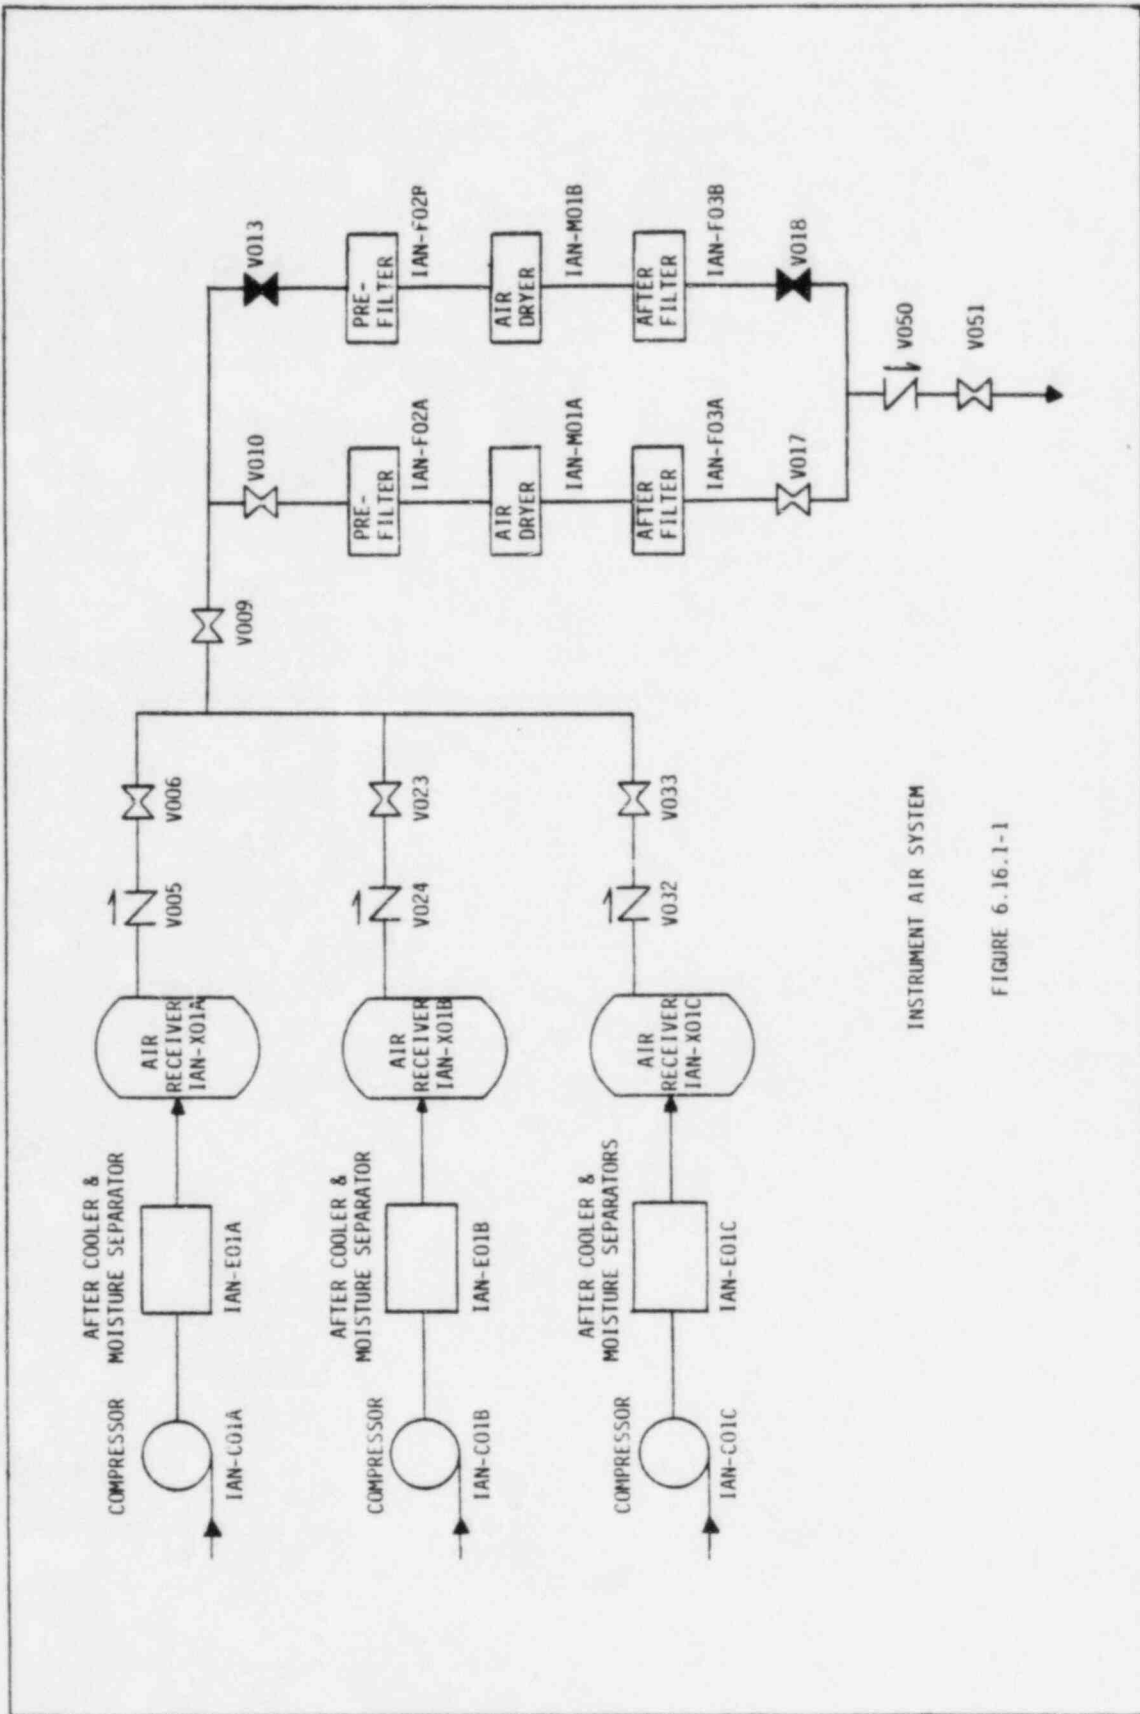 COMPRESSOR
IAN-C01A
AFTER COOLER &
MOISTURE SEPARATOR
IAN-E01A
AIR
RECEIVER
IAN-X01A
V005
V006
COMPRESSOR
IAN-C01B
AFTER COOLER &
MOISTURE SEPARATOR
IAN-E01B
AIR
RECEIVER
IAN-X01B
V024
V023
COMPRESSOR
IAN-C01C
AFTER COOLER &
MOISTURE SEPARATORS
IAN-E01C
AIR
RECEIVER
IAN-X01C
V032
V033
V009
V010
PRE-
FILTER
IAN-F02A
AIR
DRYER
IAN-M01A
AFTER
FILTER
IAN-F03A
V017
V013
PRE-
FILTER
IAN-F02P
AIR
DRYER
IAN-M01B
AFTER
FILTER
IAN-F03B
V018
V050
V051
INSTRUMENT AIR SYSTEM
FIGURE 6.16.1-1